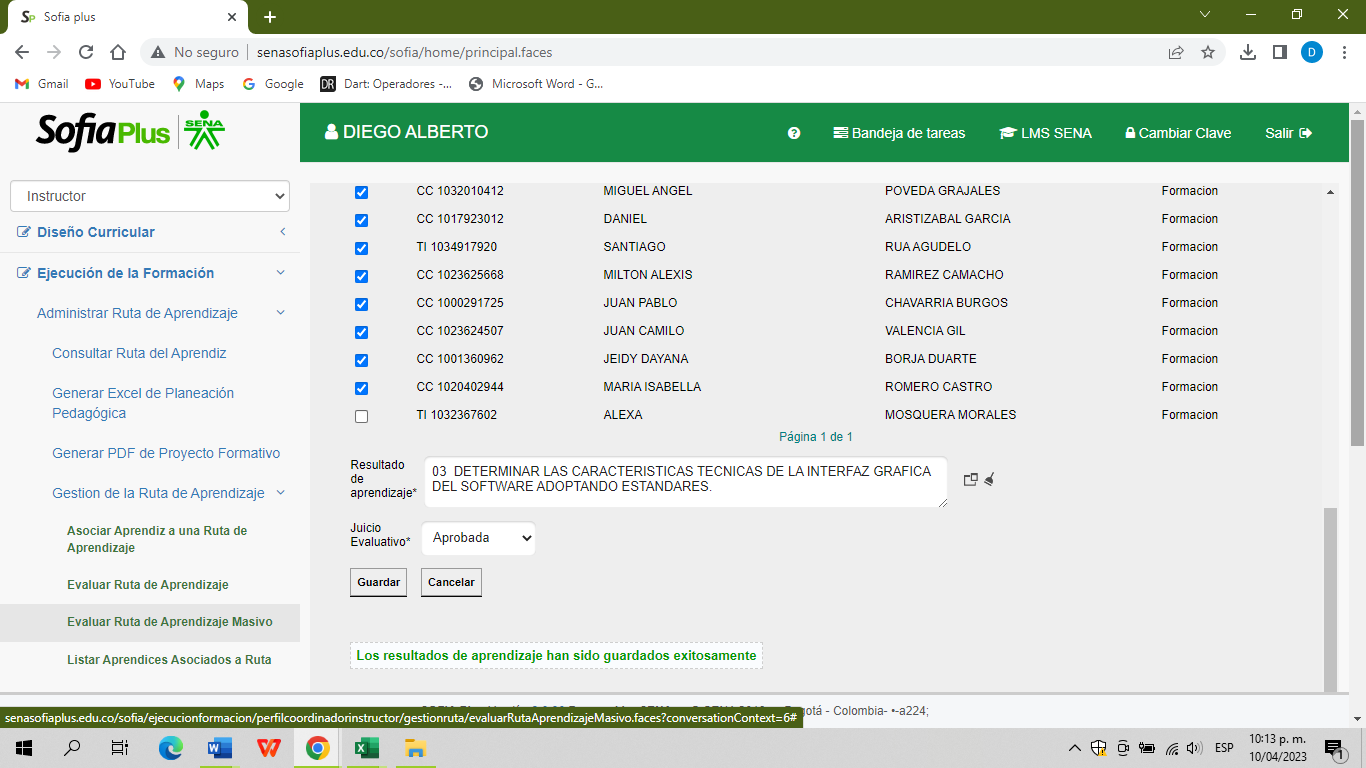 Sofia plus
No seguro
senasofiaplus.edu.co/sofia/home/principal.faces
D
Gmail
YouTube
Maps
Google
DR Dart: Operadores -...
Microsoft Word - G...
Sofia Plus
SENA
DIEGO ALBERTO
Bandeja de tareas
LMS SENA
Cambiar Clave
Salir
Instructor
Diseño Curricular
Ejecución de la Formación
Administrar Ruta de Aprendizaje
Consultar Ruta del Aprendiz
Generar Excel de Planeación
Pedagógica
Generar PDF de Proyecto Formativo
Gestion de la Ruta de Aprendizaje
Asociar Aprendiz a una Ruta de
Aprendizaje
Evaluar Ruta de Aprendizaje
Evaluar Ruta de Aprendizaje Masivo
Listar Aprendices Asociados a Ruta
CC 1032010412 MIGUEL ANGEL POVEDA GRAJALES Formacion
CC 1017923012 DANIEL ARISTIZABAL GARCIA Formacion
TI 1034917920 SANTIAGO RUA AGUDELO Formacion
CC 1023625668 MILTON ALEXIS RAMIREZ CAMACHO Formacion
CC 1000291725 JUAN PABLO CHAVARRIA BURGOS Formacion
CC 1023624507 JUAN CAMILO VALENCIA GIL Formacion
CC 1001360962 JEIDY DAYANA BORJA DUARTE Formacion
CC 1020402944 MARIA ISABELLA ROMERO CASTRO Formacion
TI 1032367602 ALEXA MOSQUERA MORALES Formacion
Página 1 de 1
Resultado
de
aprendizaje*
03 DETERMINAR LAS CARACTERISTICAS TECNICAS DE LA INTERFAZ GRAFICA
DEL SOFTWARE ADOPTANDO ESTANDARES.
Juicio
Evaluativo*
Aprobada
Guardar
Cancelar
Los resultados de aprendizaje han sido guardados exitosamente
gotá - Colombia- •-a224;
senasofiaplus.edu.co/sofia/ejecucionformacion/perfilcoordinadorinstructor/gestionruta/evaluarRutaAprendizajeMasivo.faces?conversationContext=6#
ESP
10:13 p. m.
10/04/2023
1